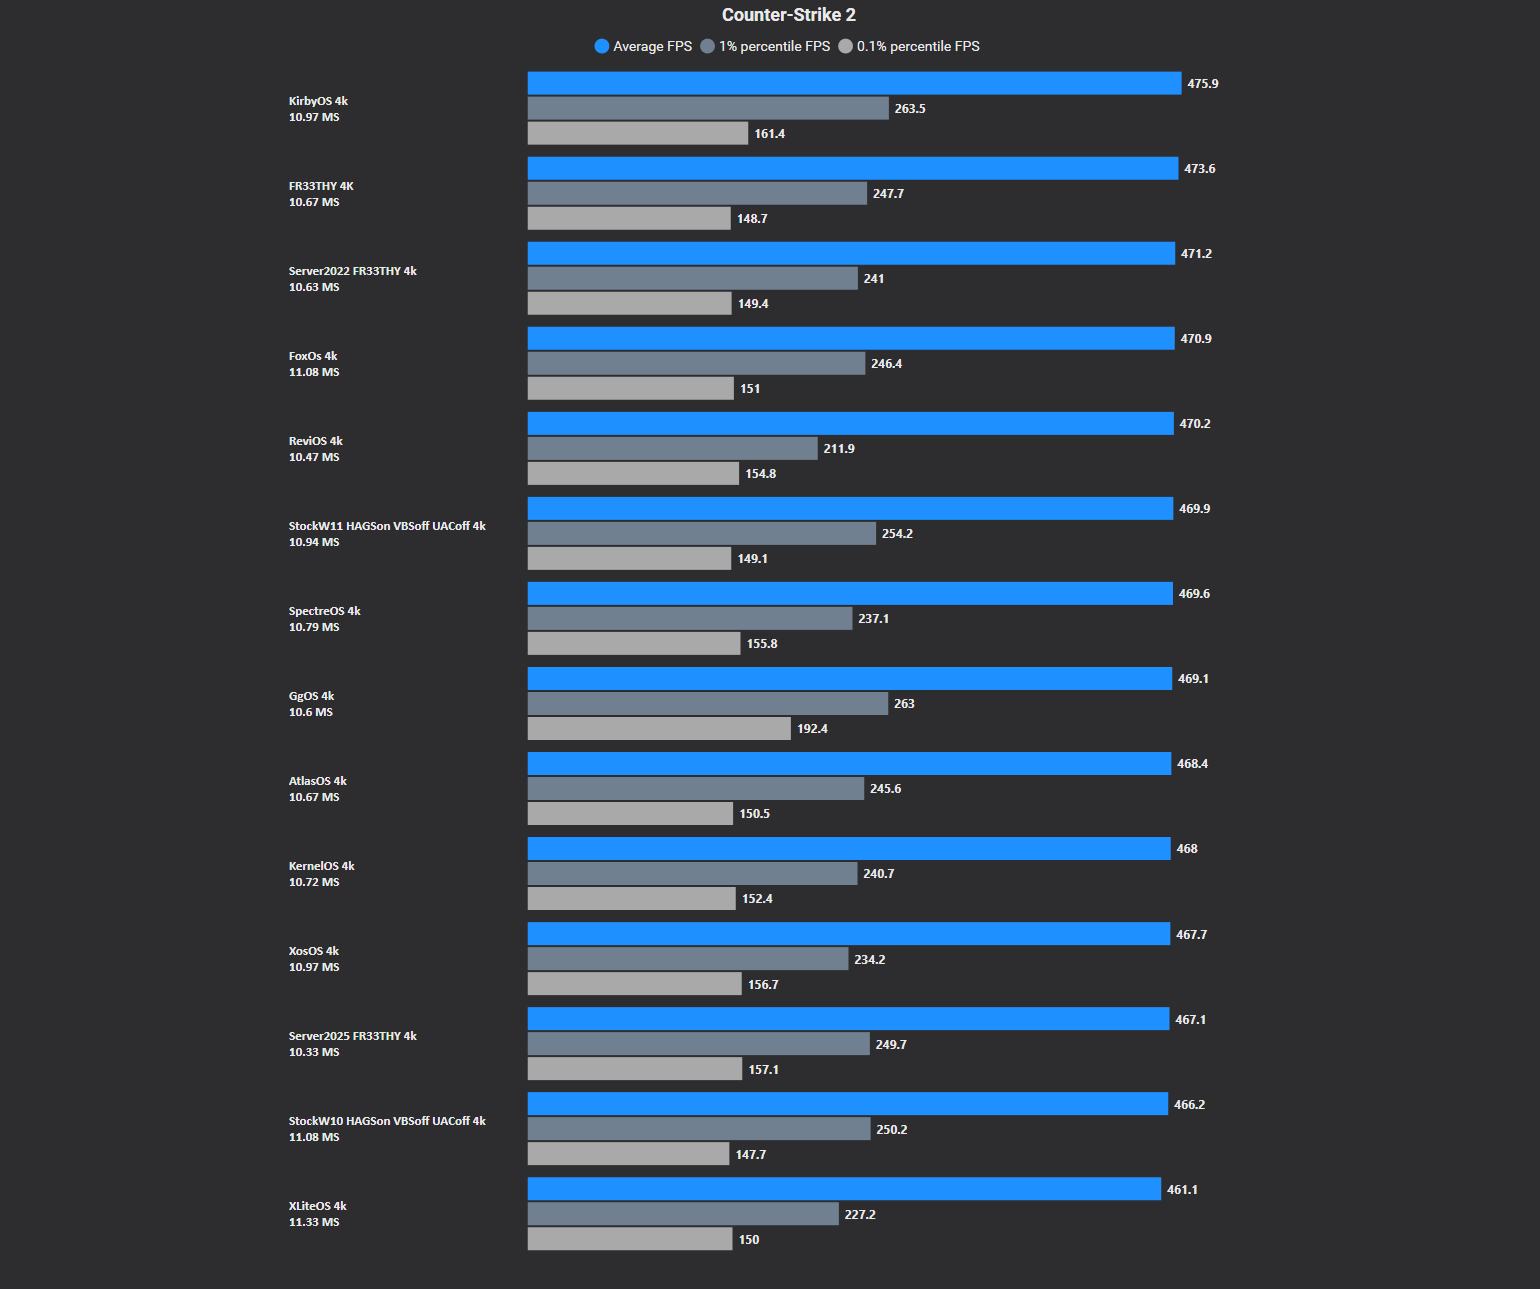 Counter-Strike 2
Average FPS 1% percentile FPS 0.1% percentile FPS
KirbyOS 4k
10.97 MS
475.9
263.5
161.4
FR33THY 4K
10.67 MS
473.6
247.7
148.7
Server2022 FR33THY 4k
10.63 MS
471.2
241
149.4
FoxOs 4k
11.08 MS
470.9
246.4
151
ReviOS 4k
10.47 MS
470.2
211.9
154.8
StockW11 HAGSon VBSoff UACoff 4k
10.94 MS
469.9
254.2
149.1
SpectreOS 4k
10.79 MS
469.6
237.1
155.8
GgOS 4k
10.6 MS
469.1
263
192.4
AtlasOS 4k
10.67 MS
468.4
245.6
150.5
KernelOS 4k
10.72 MS
468
240.7
152.4
XosOS 4k
10.97 MS
467.7
234.2
156.7
Server2025 FR33THY 4k
10.33 MS
467.1
249.7
157.1
StockW10 HAGSon VBSoff UACoff 4k
11.08 MS
466.2
250.2
147.7
XLiteOS 4k
11.33 MS
461.1
227.2
150